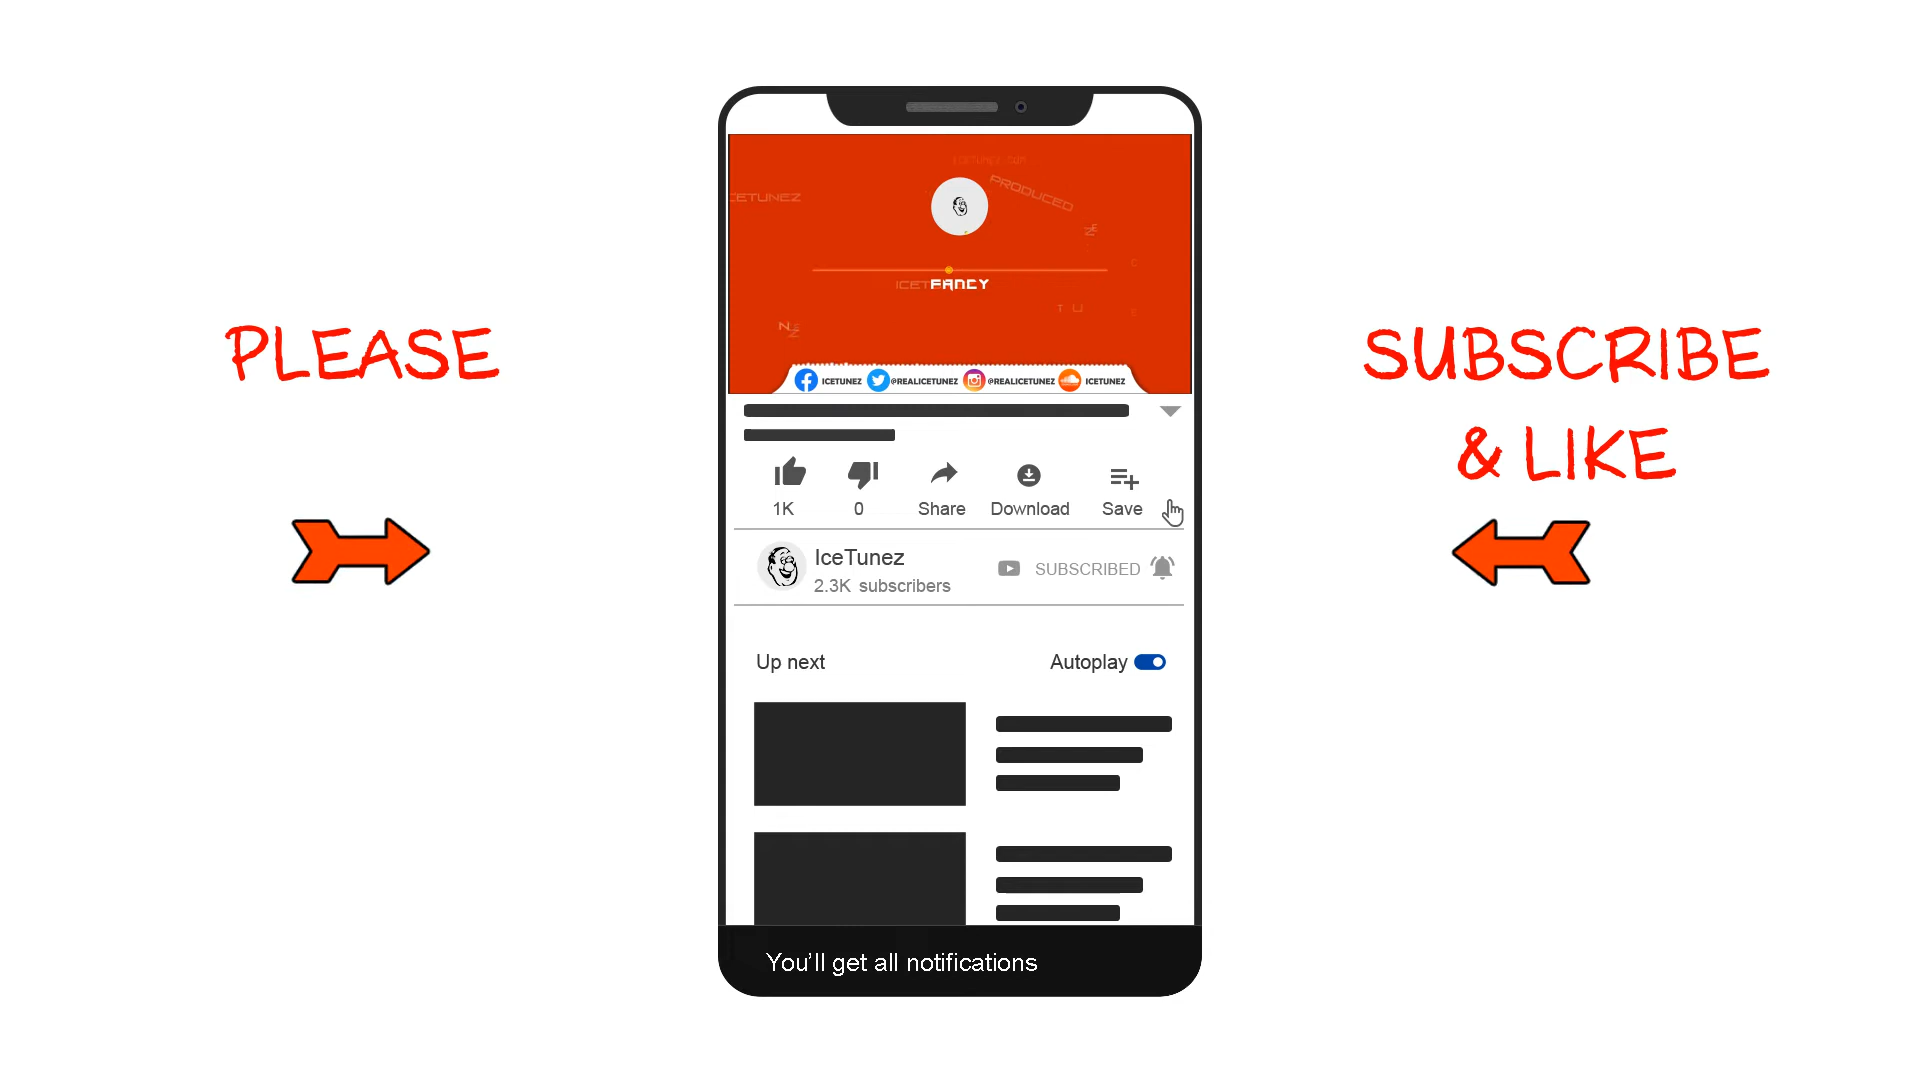 PLEASE
SUBSCRIBE
& LIKE
PRODUCED
ICETUNEZ
FANCY
T U
ICETUNEZ @REALICETUNEZ @REALICETUNEZ ICETUNEZ
1K 0 Share Download Save
IceTunez
2.3K subscribers
SUBSCRIBED
Up next Autoplay
You'll get all notifications